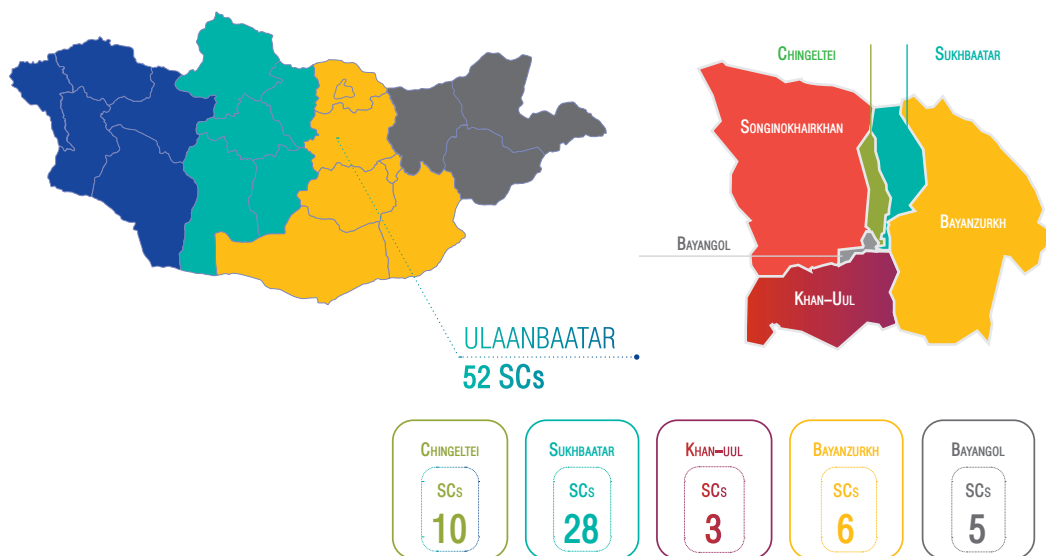 Chingeltei
Sukhbaatar
Songinokhairkhan
Bayanzurkh
Bayangol
Khan–Uul
ULAANBAATAR
52 SCs
Chingeltei
SCs
10
Sukhbaatar
SCs
28
Khan–uul
SCs
3
Bayanzurkh
SCs
6
Bayangol
SCs
5